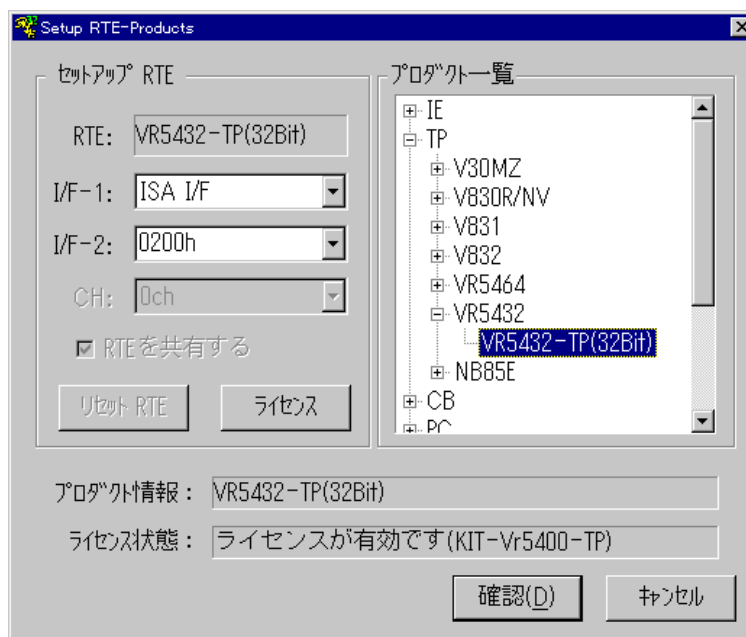 Setup RTE-Products
ｾｯﾄｱｯﾌﾟ RTE
RTE: VR5432-TP(32Bit)
I/F-1: ISA I/F
I/F-2: 0200h
CH: 0ch
RTEを共有する
ﾘｾｯﾄ RTE
ﾗｲｾﾝｽ
ﾌﾟﾛﾀﾞｸﾄ一覧
IE
TP
V30MZ
V830R/NV
V831
V832
VR5464
VR5432
VR5432-TP(32Bit)
NB85E
CB
PC
ﾌﾟﾛﾀﾞｸﾄ情報： VR5432-TP(32Bit)
ﾗｲｾﾝｽ状態： ライセンスが有効です(KIT-Vr5400-TP)
確認(D)
ｷｬﾝｾﾙ